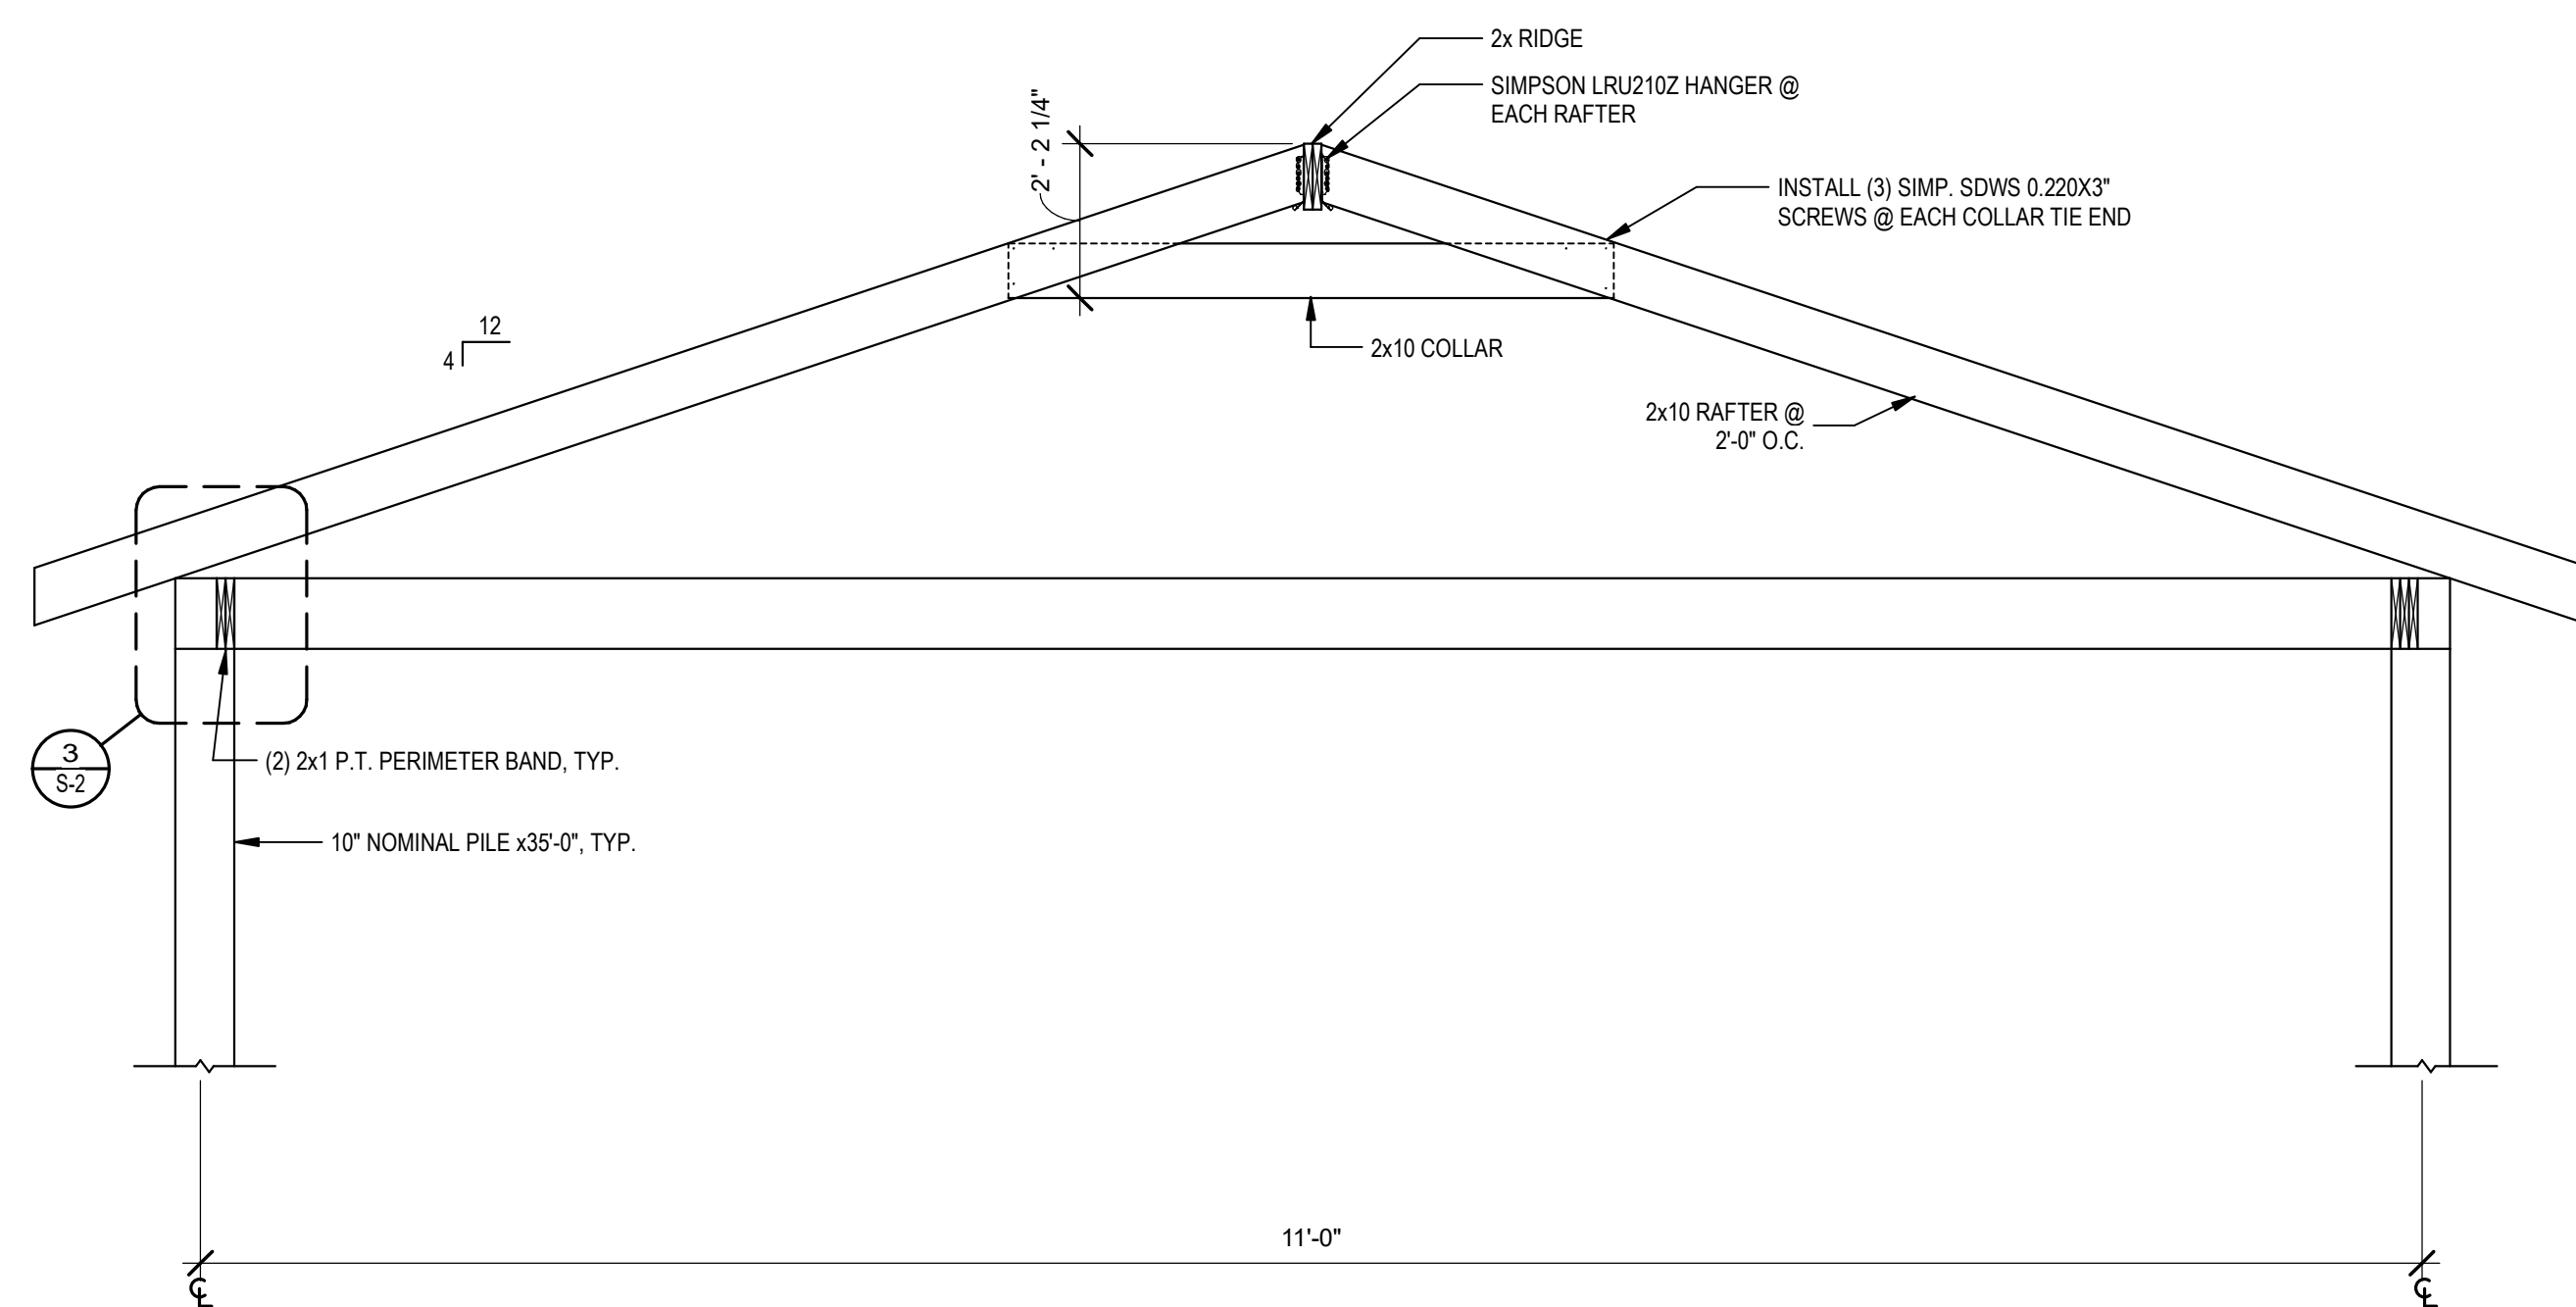 2x RIDGE
SIMPSON LRU210Z HANGER @
EACH RAFTER
2' - 2 1/4"
INSTALL (3) SIMP. SDWS 0.220X3"
SCREWS @ EACH COLLAR TIE END
12
4
2x10 COLLAR
2x10 RAFTER @
2'-0" O.C.
3
S-2
(2) 2x1 P.T. PERIMETER BAND, TYP.
10" NOMINAL PILE x35'-0", TYP.
11'-0"
℄
℄